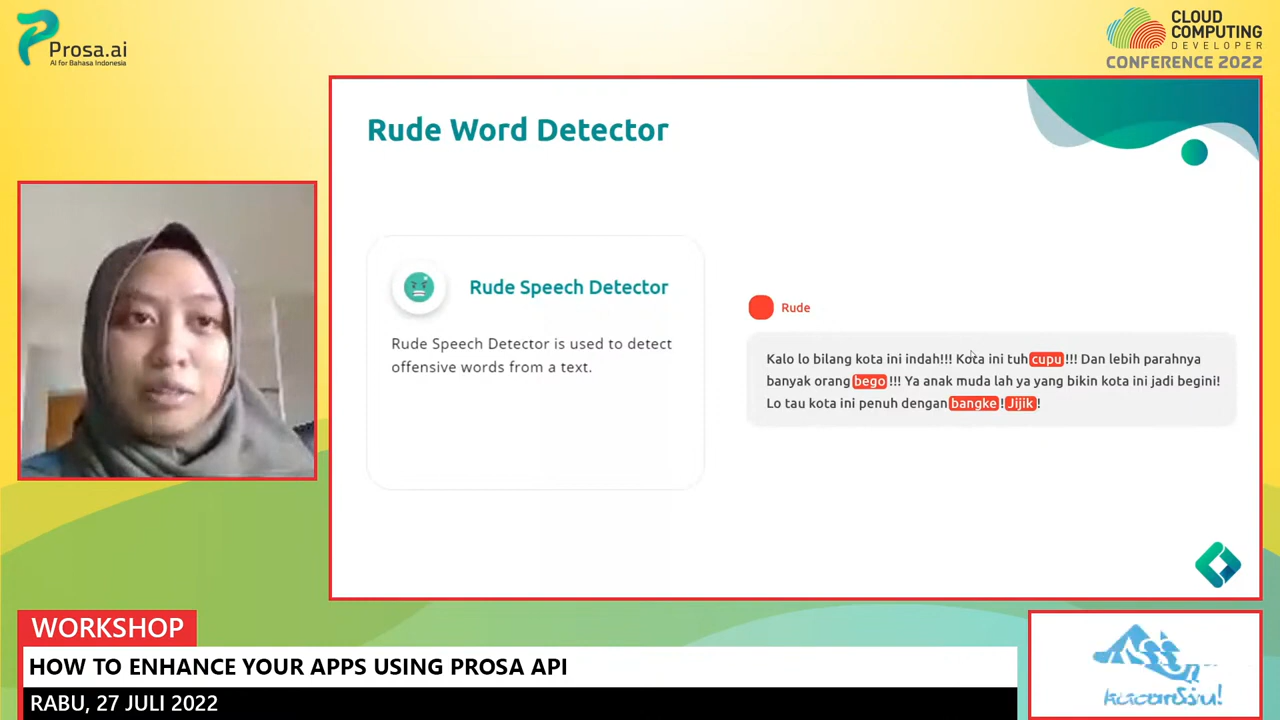 Prosa.ai
AI for Bahasa Indonesia
CLOUD
COMPUTING
DEVELOPER
CONFERENCE 2022
Rude Word Detector
Rude Speech Detector
Rude Speech Detector is used to detect
offensive words from a text.
Rude
Kalo lo bilang kota ini indah!!! Kota ini tuh cupu !!! Dan lebih parahnya
banyak orang bego !!! Ya anak muda lah ya yang bikin kota ini jadi begini!
Lo tau kota ini penuh dengan bangke ! Jijik !
WORKSHOP
HOW TO ENHANCE YOUR APPS USING PROSA API
RABU, 27 JULI 2022